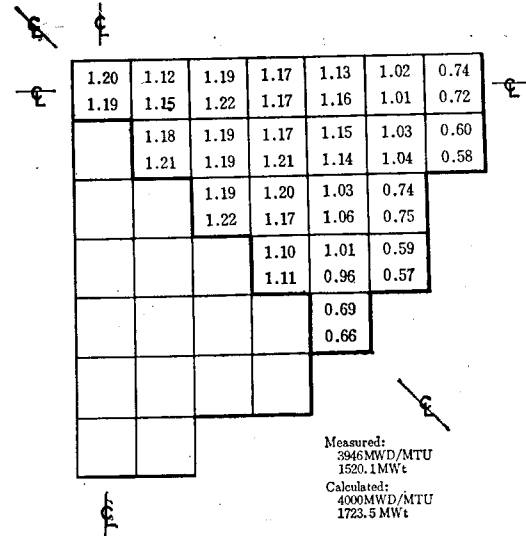 ℄ ℄
℄ 1.20 1.12 1.19 1.17 1.13 1.02 0.74 ℄
1.19 1.15 1.22 1.17 1.16 1.01 0.72
1.18 1.19 1.17 1.15 1.03 0.60
1.21 1.19 1.21 1.14 1.04 0.58
1.19 1.20 1.03 0.74
1.22 1.17 1.06 0.75
1.10 1.01 0.59
1.11 0.96 0.57
0.69
0.66
℄
Measured:
3946MWD/MTU
1520.1MWt
Calculated:
4000MWD/MTU
1723.5 MWt
℄